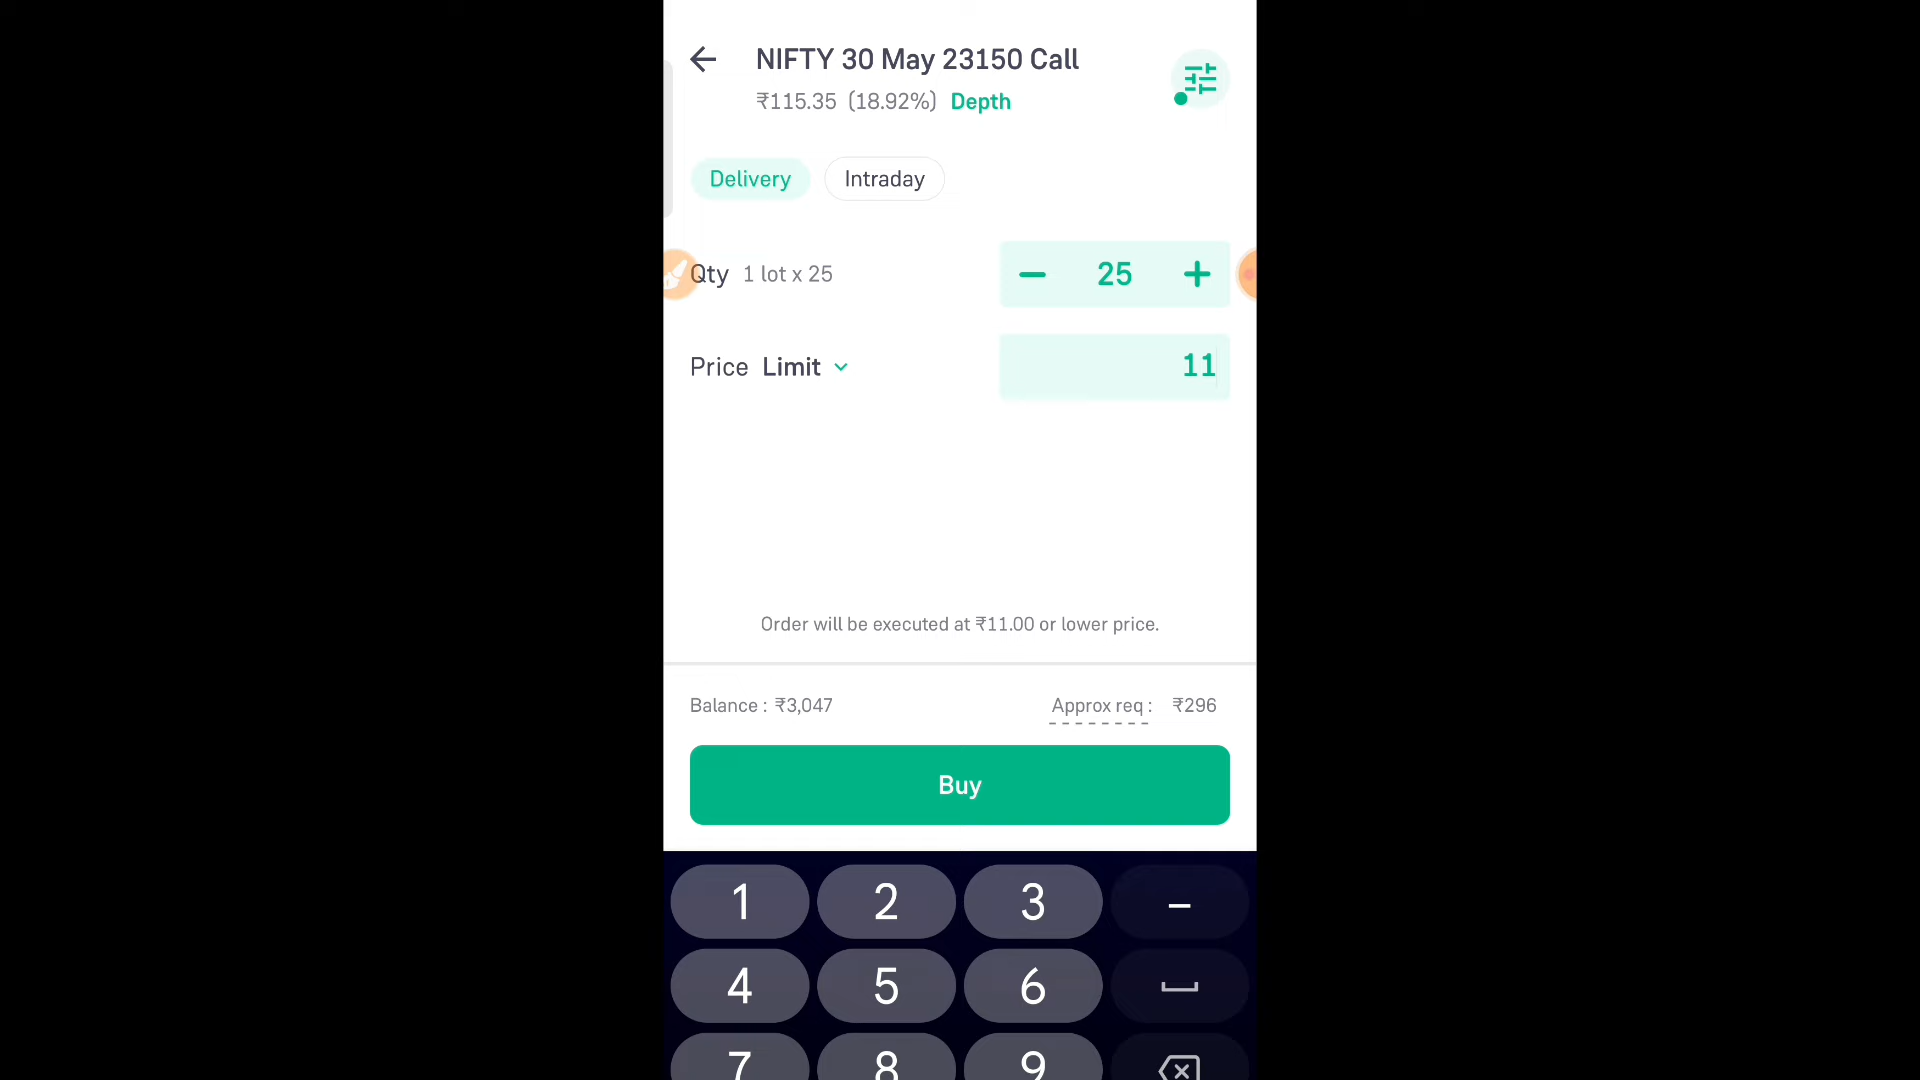 NIFTY 30 May 23150 Call
₹115.35 (18.92%) Depth
Delivery Intraday
Qty 1 lot x 25 − 25 +
Price Limit 11
Order will be executed at ₹11.00 or lower price.
Balance : ₹3,047 Approx req : ₹296
Buy
1 2 3 –
4 5 6
7 8 9